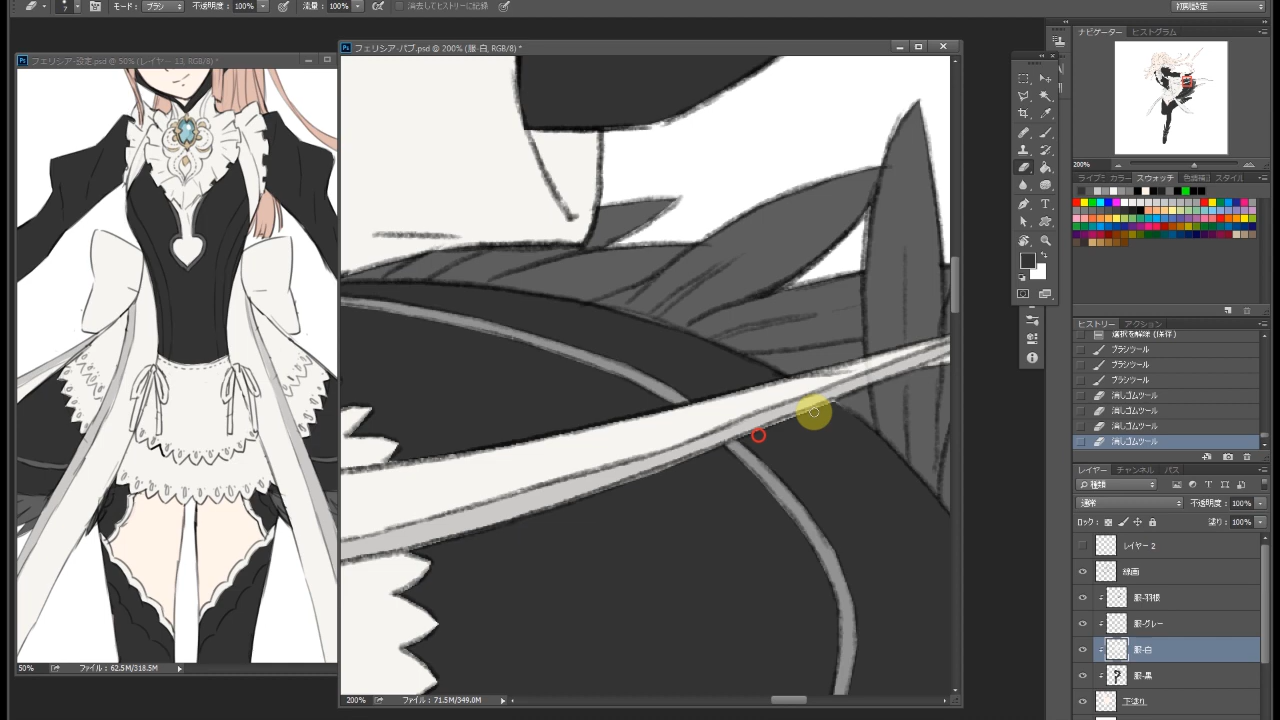 モード： ブラシ 不透明度： 100% 流量： 100% 消去してヒストリーに記録 初期設定
フェリシア-設定.psd @ 50% (レイヤー 13, RGB/8) *
フェリシア-パブ.psd @ 200% (服-白, RGB/8) *
50% ファイル : 62.5M/318.5M
200% ファイル : 71.5M/349.0M
ナビゲーター ヒストグラム
200%
ライブラ カラー スウォッチ 色調補正 スタイル
ヒストリー アクション
選択を解除 (保存)
ブラシツール
ブラシツール
ブラシツール
消しゴムツール
消しゴムツール
消しゴムツール
消しゴムツール
レイヤー チャンネル パス
種類
通常 不透明度： 100%
ロック： 塗り： 100%
レイヤー 2
線画
服-羽根
服-グレー
服-白
服-黒
下塗り